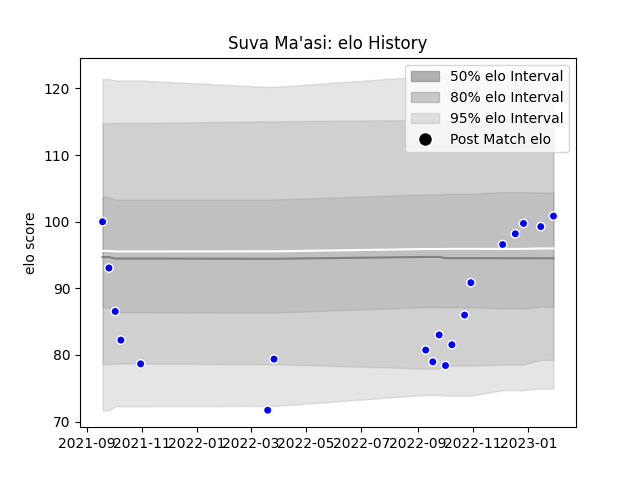 Suva Ma'asi: elo History
50% elo Interval
80% elo Interval
95% elo Interval
Post Match elo
elo score
120
110
100
90
80
70
2021-09 2021-11 2022-01 2022-03 2022-05 2022-07 2022-09 2022-11 2023-01